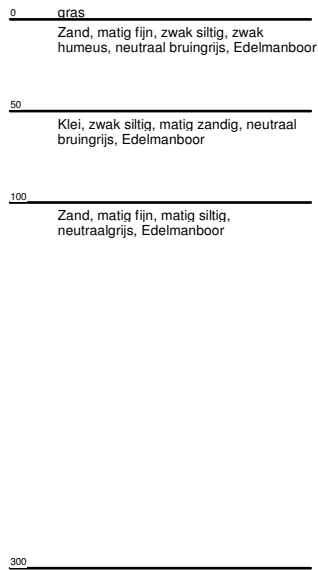 0 gras
Zand, matig fijn, zwak siltig, zwak
humeus, neutraal bruingrijs, Edelmanboor
50
Klei, zwak siltig, matig zandig, neutraal
bruingrijs, Edelmanboor
100
Zand, matig fijn, matig siltig,
neutraalgrijs, Edelmanboor
300